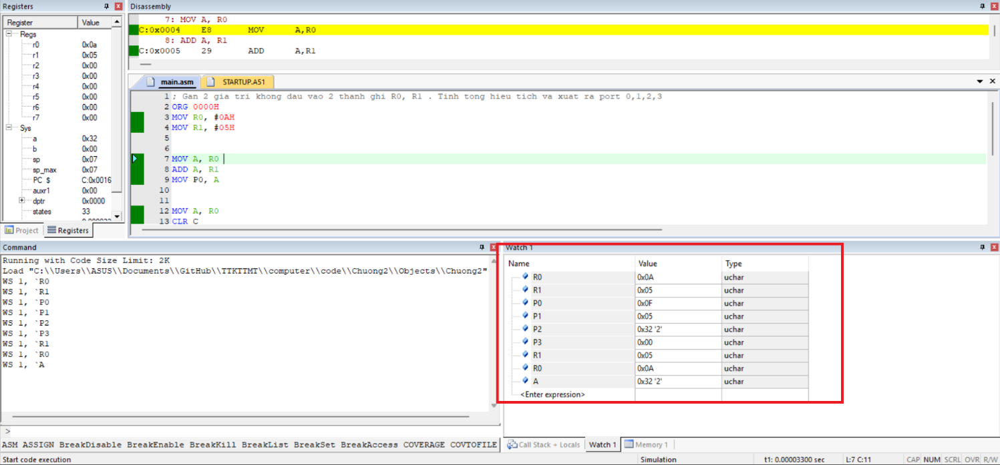 Registers
Register Value
Regs
r0 0x0a
r1 0x05
r2 0x00
r3 0x00
r4 0x00
r5 0x00
r6 0x00
r7 0x00
Sys
a 0x32
b 0x00
sp 0x07
sp_max 0x07
PC $ C:0x0016
auxr1 0x00
dptr 0x0000
states 33
Project Registers
Disassembly
7: MOV A, R0
C:0x0004 E8 MOV A,R0
8: ADD A, R1
C:0x0005 29 ADD A,R1
main.asm STARTUP.A51
1 ; Gan 2 gia tri khong dau vao 2 thanh ghi R0, R1 . Tinh tong hieu tich va xuat ra port 0,1,2,3
2 ORG 0000H
3 MOV R0, #0AH
4 MOV R1, #05H
5
6
7 MOV A, R0
8 ADD A, R1
9 MOV P0, A
10
11
12 MOV A, R0
13 CLR C
Command
Running with Code Size Limit: 2K
Load "C:\\Users\\ASUS\\Documents\\GitHub\\TTKTTMT\\computer\\code\\Chuong2\\Objects\\Chuong2"
WS 1, `R0
WS 1, `R1
WS 1, `P0
WS 1, `P1
WS 1, `P2
WS 1, `P3
WS 1, `R1
WS 1, `R0
WS 1, `A
>
ASM ASSIGN BreakDisable BreakEnable BreakKill BreakList BreakSet BreakAccess COVERAGE COVTOFILE
Watch 1
Name Value Type
R0 0x0A uchar
R1 0x05 uchar
P0 0x0F uchar
P1 0x05 uchar
P2 0x32 '2' uchar
P3 0x00 uchar
R1 0x05 uchar
R0 0x0A uchar
A 0x32 '2' uchar
<Enter expression>
Call Stack + Locals Watch 1 Memory 1
Start code execution Simulation t1: 0.00003300 sec L:7 C:11 CAP NUM SCRL OVR R/W